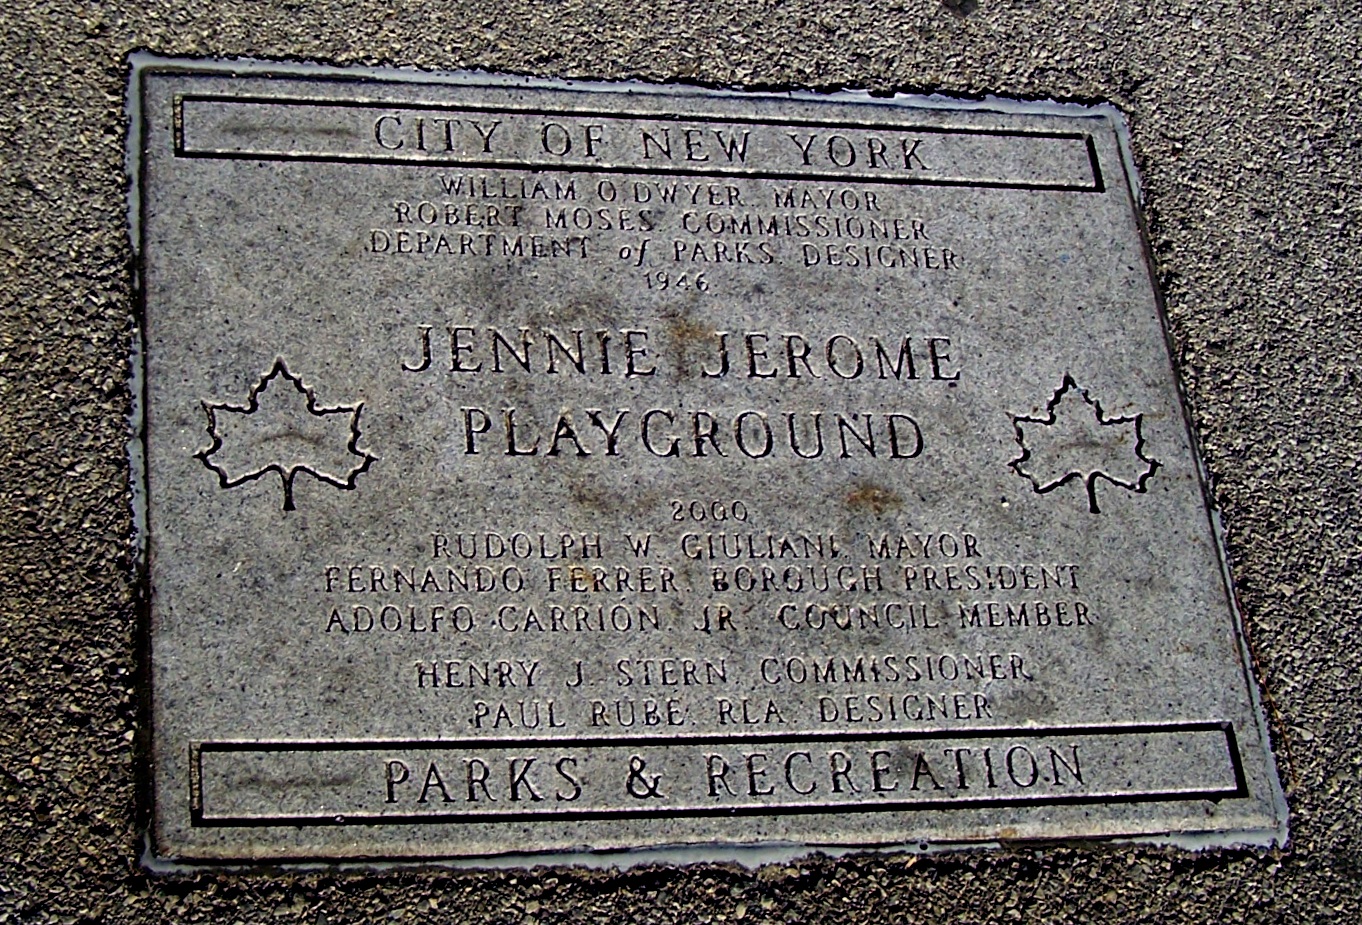 CITY OF NEW YORK
WILLIAM O'DWYER, MAYOR
ROBERT MOSES, COMMISSIONER
DEPARTMENT of PARKS, DESIGNER
1946
JENNIE JEROME
PLAYGROUND
2000
RUDOLPH W. GIULIANI, MAYOR
FERNANDO FERRER, BOROUGH PRESIDENT
ADOLFO CARRION, JR., COUNCIL MEMBER
HENRY J. STERN, COMMISSIONER
PAUL RUBE, RLA, DESIGNER
PARKS & RECREATION